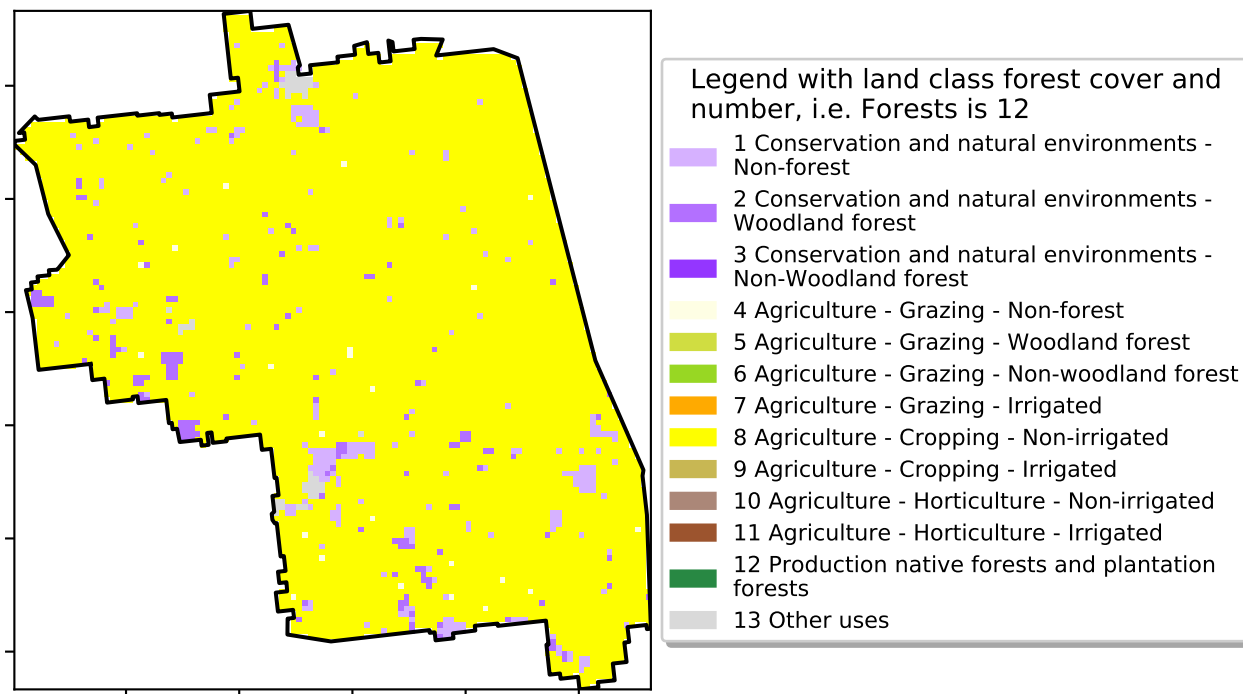 Legend with land class forest cover and
number, i.e. Forests is 12
1 Conservation and natural environments -
Non-forest
2 Conservation and natural environments -
Woodland forest
3 Conservation and natural environments -
Non-Woodland forest
4 Agriculture - Grazing - Non-forest
5 Agriculture - Grazing - Woodland forest
6 Agriculture - Grazing - Non-woodland forest
7 Agriculture - Grazing - Irrigated
8 Agriculture - Cropping - Non-irrigated
9 Agriculture - Cropping - Irrigated
10 Agriculture - Horticulture - Non-irrigated
11 Agriculture - Horticulture - Irrigated
12 Production native forests and plantation
forests
13 Other uses